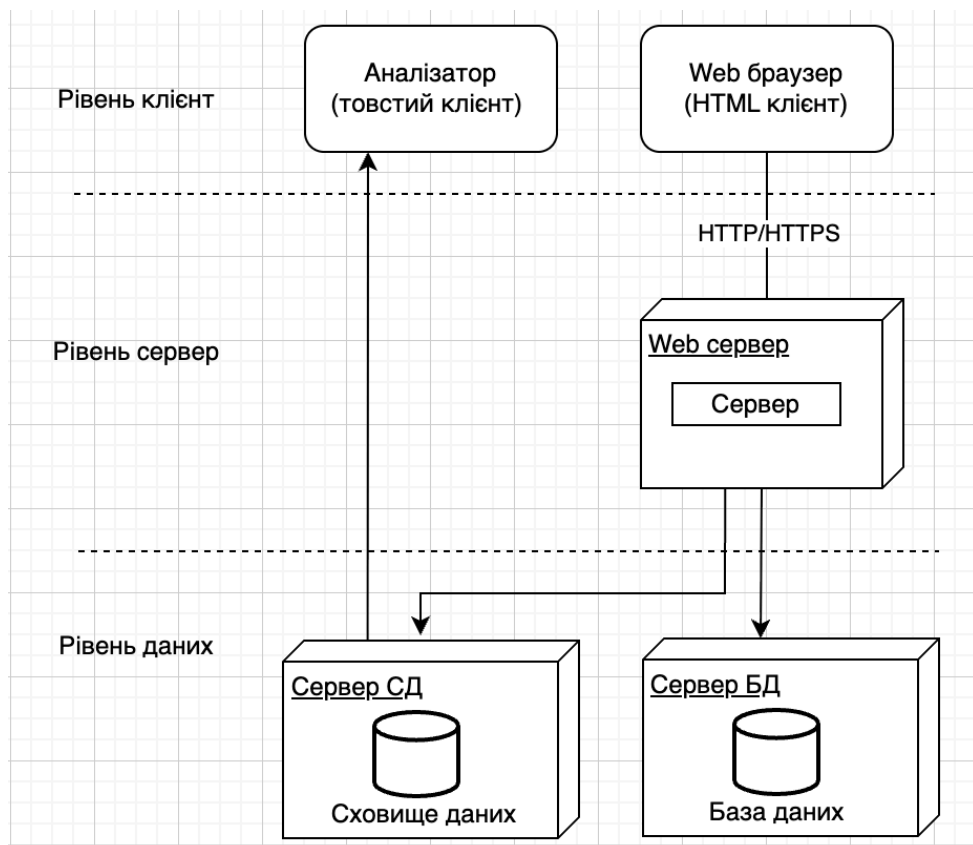 Рівень клієнт
Аналізатор
(товстий клієнт)
Web браузер
(HTML клієнт)
HTTP/HTTPS
Рівень сервер
Web сервер
Сервер
Рівень даних
Сервер СД
Сховище даних
Сервер БД
База даних